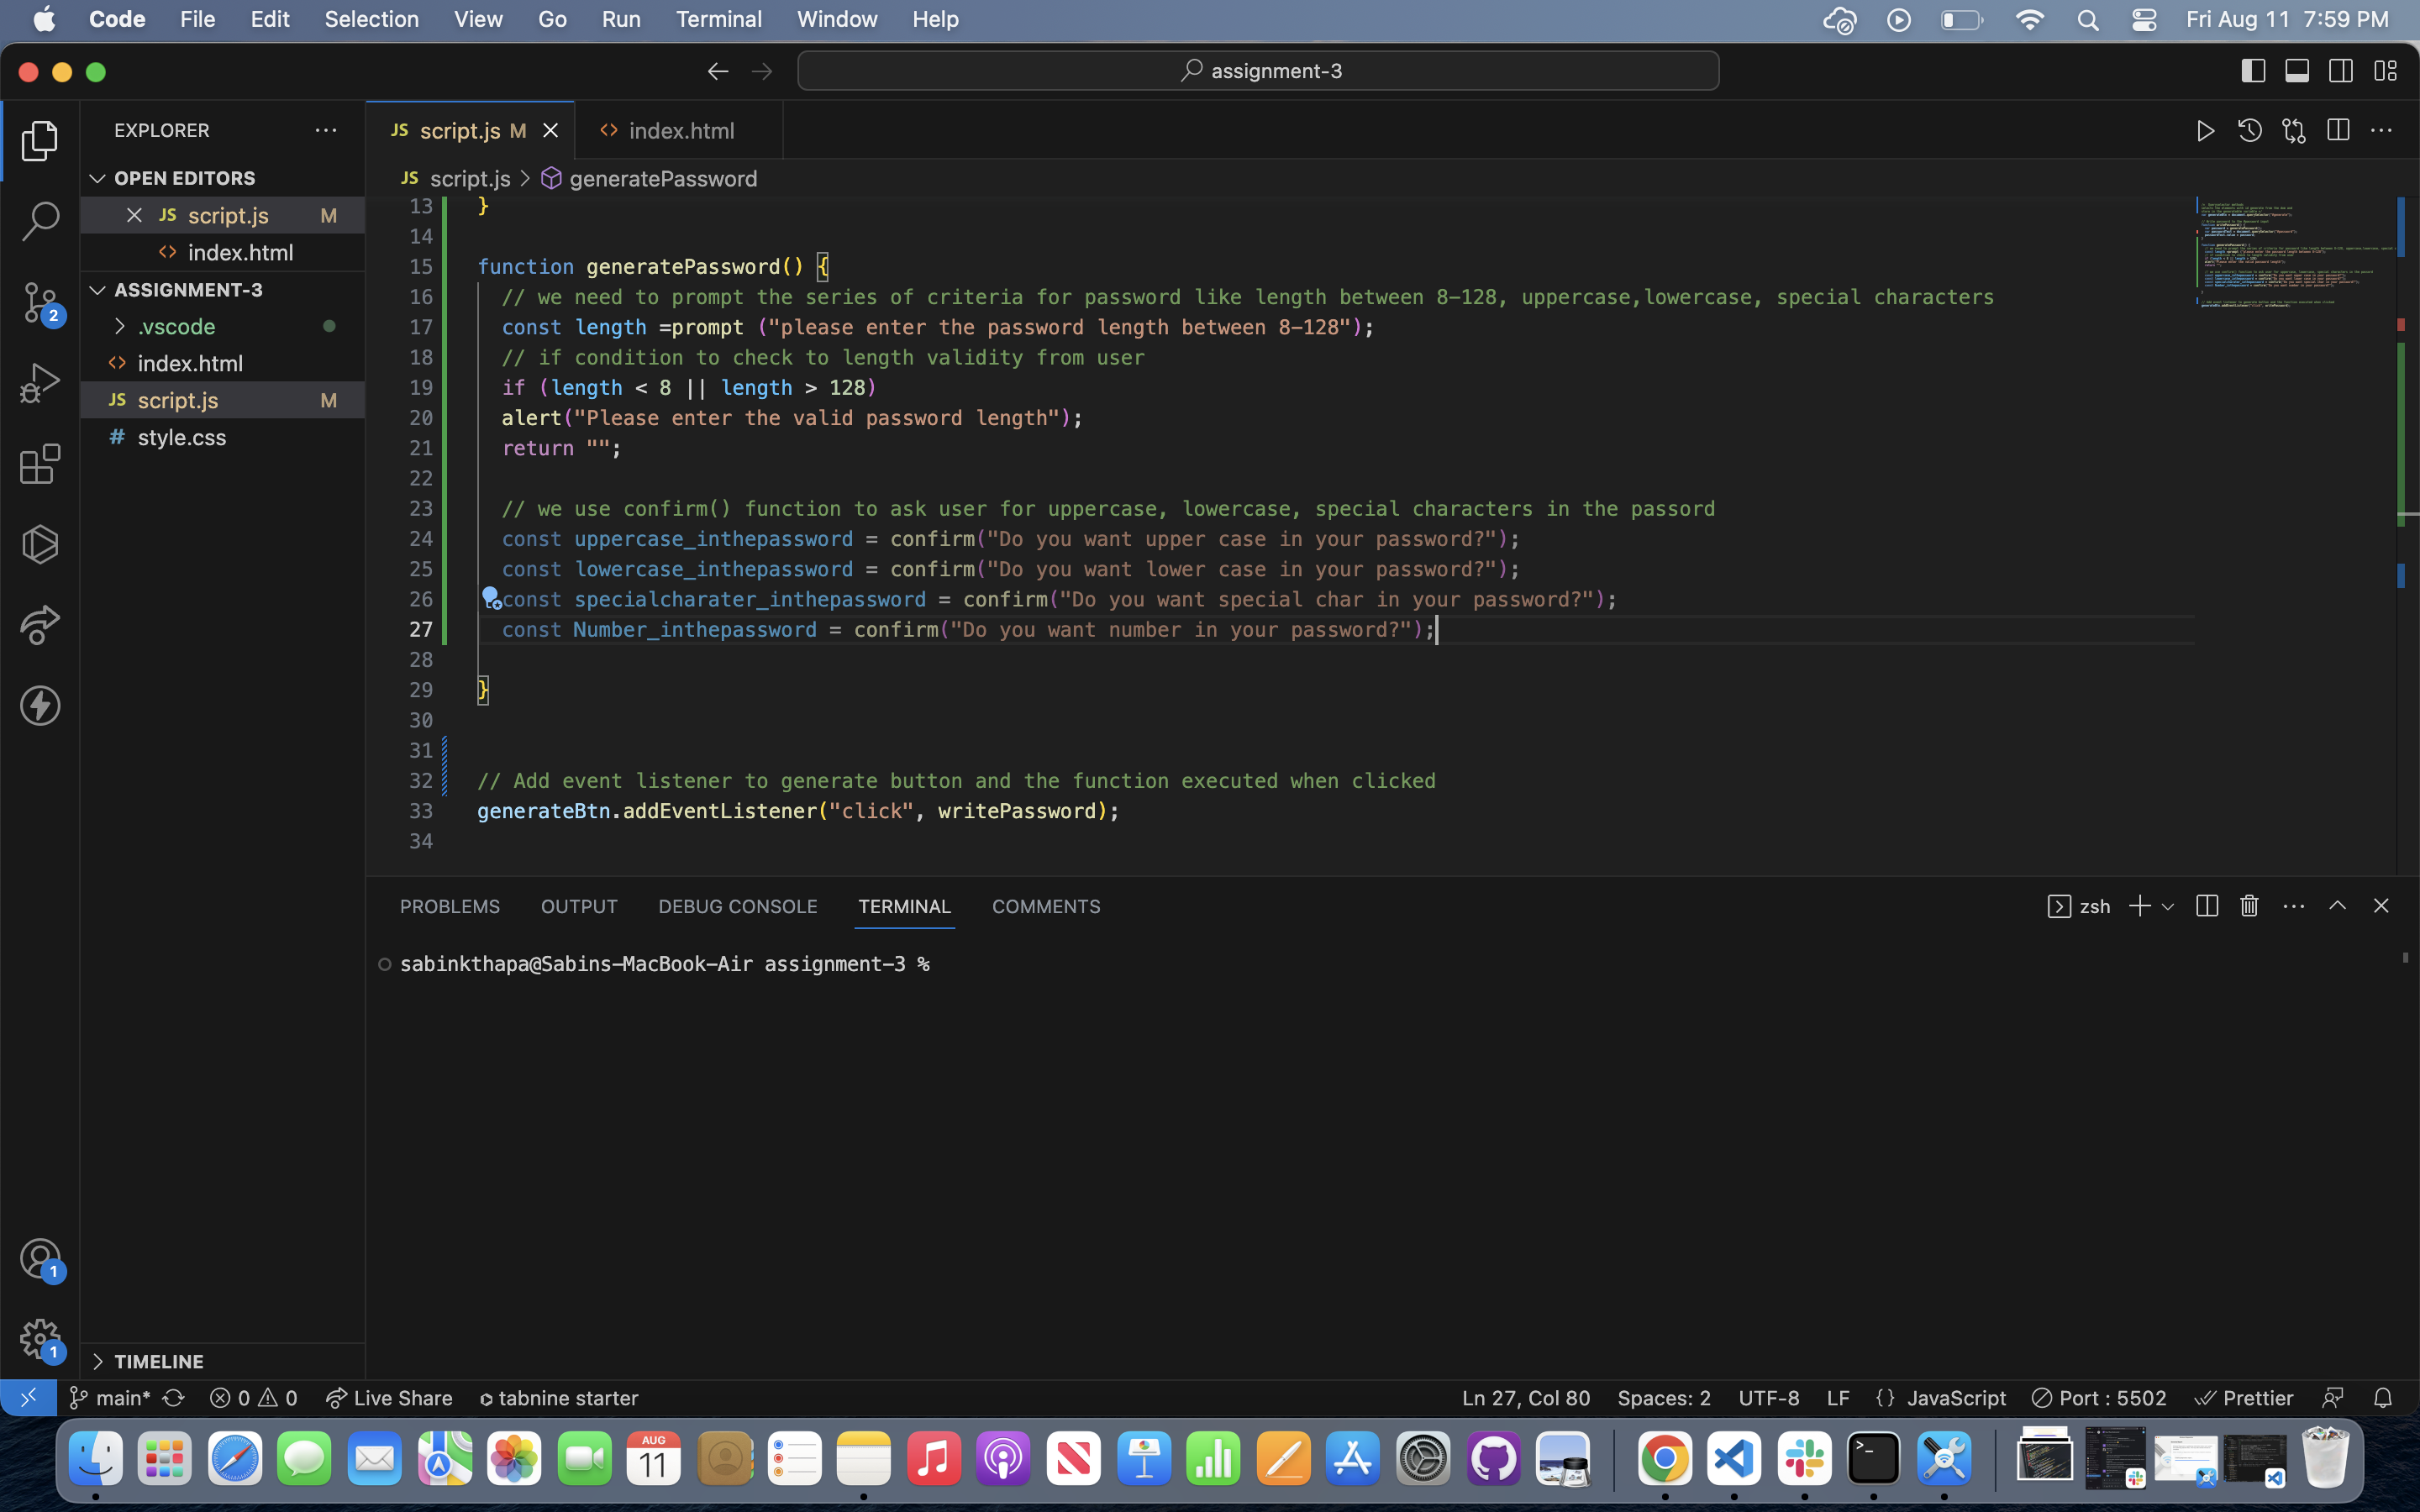 Code File Edit Selection View Go Run Terminal Window Help Fri Aug 11 7:59 PM
assignment-3
EXPLORER
JS script.js M
index.html
OPEN EDITORS
JS script.js > generatePassword
JS script.js M
index.html
ASSIGNMENT-3
.vscode
index.html
JS script.js M
# style.css
2
13 }
14
15 function generatePassword() {
16 // we need to prompt the series of criteria for password like length between 8-128, uppercase,lowercase, special characters
17 const length =prompt ("please enter the password length between 8-128");
18 // if condition to check to length validity from user
19 if (length < 8 || length > 128)
20 alert("Please enter the valid password length");
21 return "";
22
23 // we use confirm() function to ask user for uppercase, lowercase, special characters in the passord
24 const uppercase_inthepassword = confirm("Do you want upper case in your password?");
25 const lowercase_inthepassword = confirm("Do you want lower case in your password?");
26 const specialcharater_inthepassword = confirm("Do you want special char in your password?");
27 const Number_inthepassword = confirm("Do you want number in your password?");
28
29 }
30
31
32 // Add event listener to generate button and the function executed when clicked
33 generateBtn.addEventListener("click", writePassword);
34
PROBLEMS OUTPUT DEBUG CONSOLE TERMINAL COMMENTS zsh
sabinkthapa@Sabins-MacBook-Air assignment-3 %
1
1
TIMELINE
main* 0 0 Live Share tabnine starter Ln 27, Col 80 Spaces: 2 UTF-8 LF {} JavaScript Port : 5502 Prettier
AUG
11